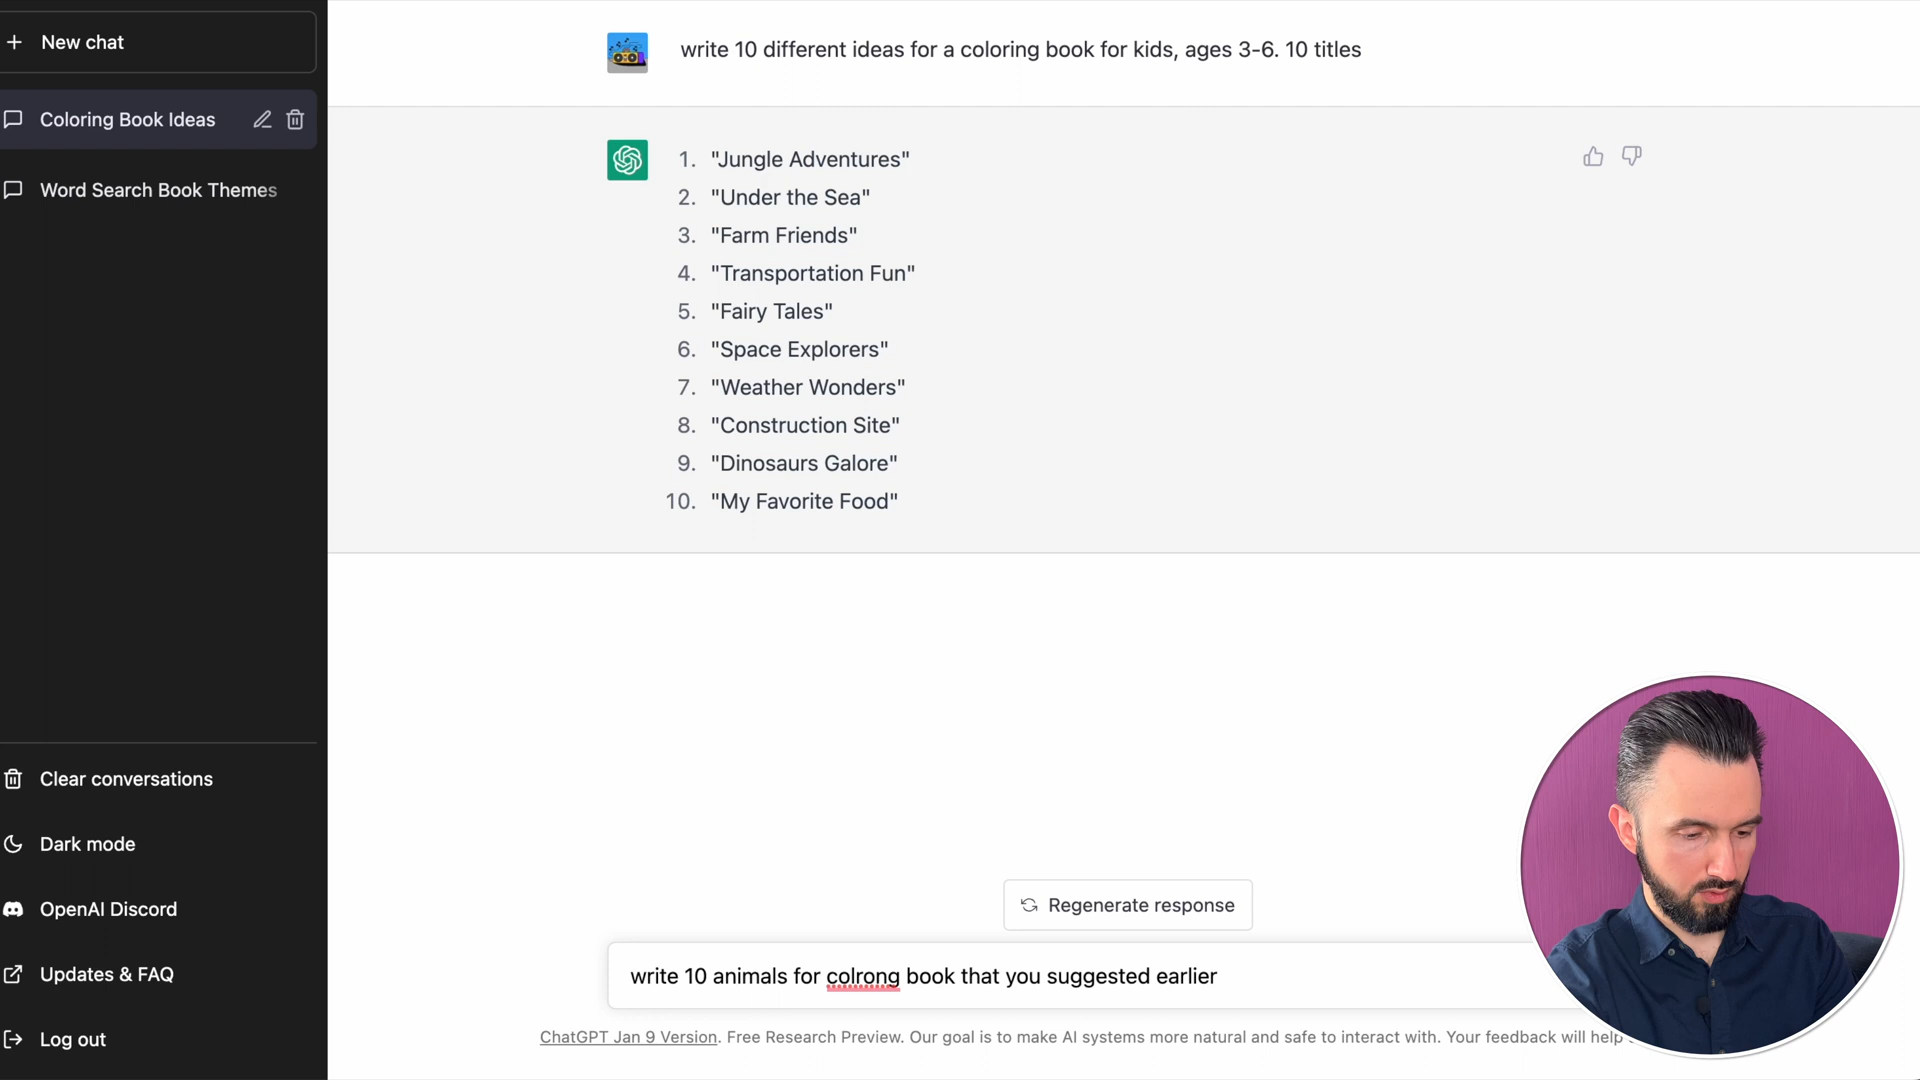 New chat
Coloring Book Ideas
Word Search Book Themes
write 10 different ideas for a coloring book for kids, ages 3-6. 10 titles
1. "Jungle Adventures"
2. "Under the Sea"
3. "Farm Friends"
4. "Transportation Fun"
5. "Fairy Tales"
6. "Space Explorers"
7. "Weather Wonders"
8. "Construction Site"
9. "Dinosaurs Galore"
10. "My Favorite Food"
Clear conversations
Dark mode
OpenAI Discord
Updates & FAQ
Log out
Regenerate response
write 10 animals for colrong book that you suggested earlier
ChatGPT Jan 9 Version. Free Research Preview. Our goal is to make AI systems more natural and safe to interact with. Your feedback will help